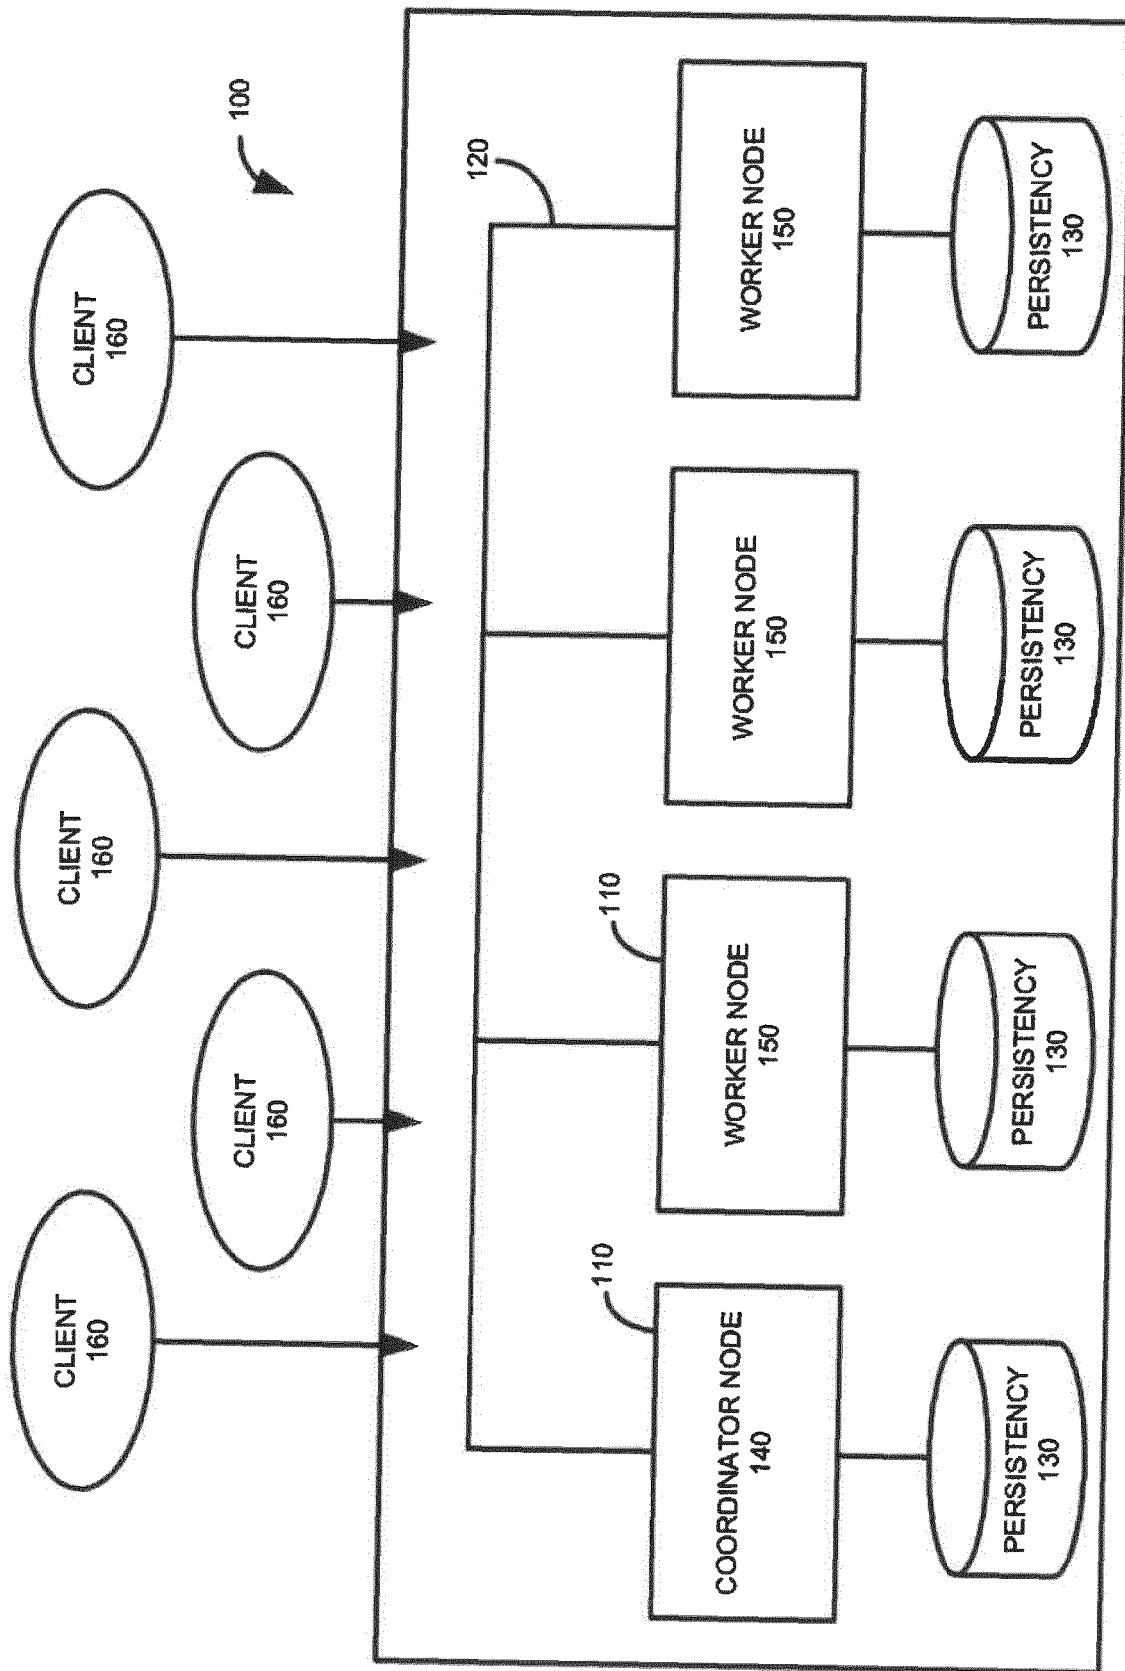 CLIENT
160
CLIENT
160
CLIENT
160
CLIENT
160
CLIENT
160
100
120
110
110
COORDINATOR NODE
140
WORKER NODE
150
WORKER NODE
150
WORKER NODE
150
PERSISTENCY
130
PERSISTENCY
130
PERSISTENCY
130
PERSISTENCY
130